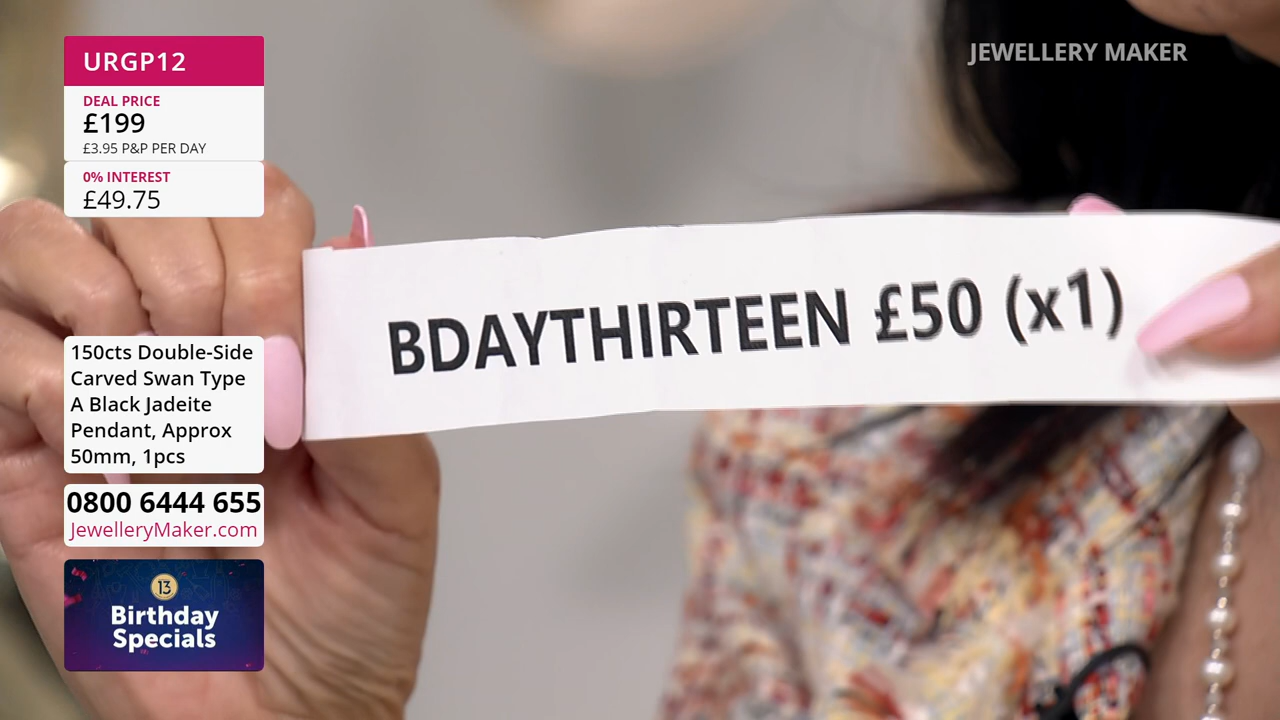 URGP12
DEAL PRICE
£199
£3.95 P&P PER DAY
0% INTEREST
£49.75
JEWELLERY MAKER
BDAYTHIRTEEN £50 (x1)
150cts Double-Side
Carved Swan Type
A Black Jadeite
Pendant, Approx
50mm, 1pcs
0800 6444 655
JewelleryMaker.com
13
Birthday
Specials